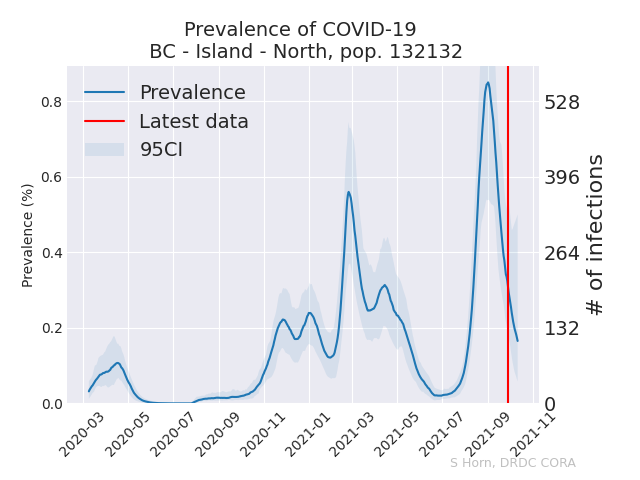 Prevalence of COVID-19
BC - Island - North, pop. 132132
Prevalence
Latest data
95CI
Prevalence (%)
0.8
0.6
0.4
0.2
0.0
528
396
264
132
0
# of infections
2020-03
2020-05
2020-07
2020-09
2020-11
2021-01
2021-03
2021-05
2021-07
2021-09
2021-11
S Horn, DRDC CORA